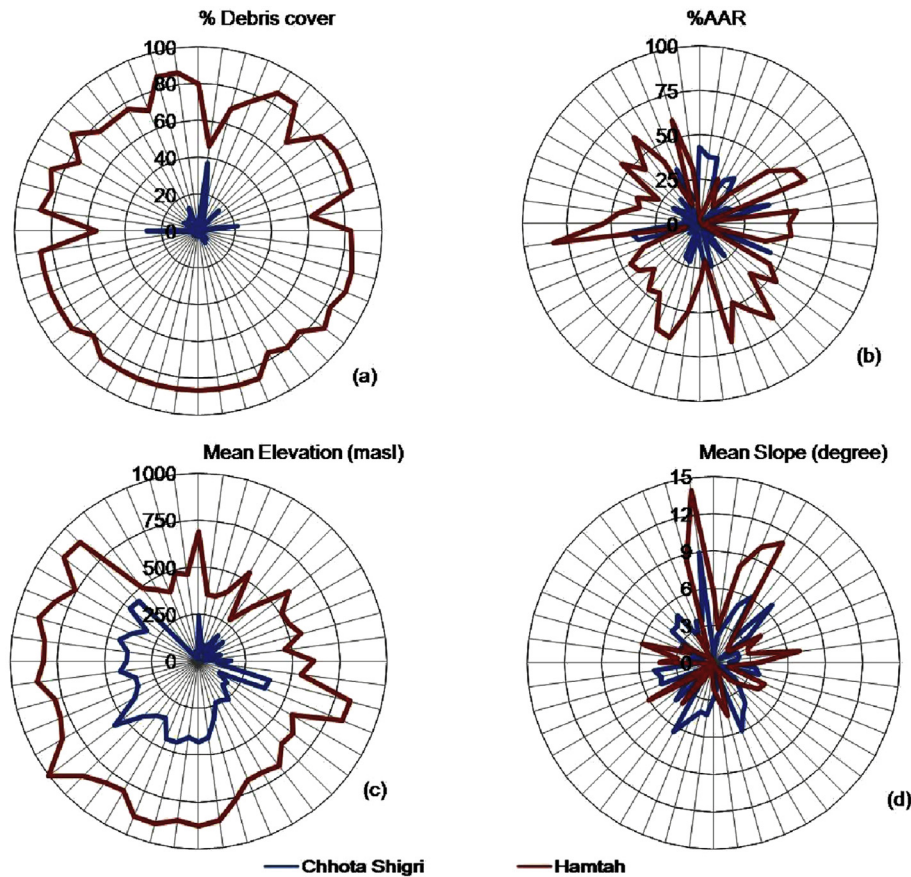 % Debris cover
%AAR
100
80
60
40
20
0
(a)
100
75
50
25
0
(b)
Mean Elevation (masl)
Mean Slope (degree)
1000
750
500
250
0
(c)
15
12
9
6
3
0
(d)
Chhota Shigri
Hamtah